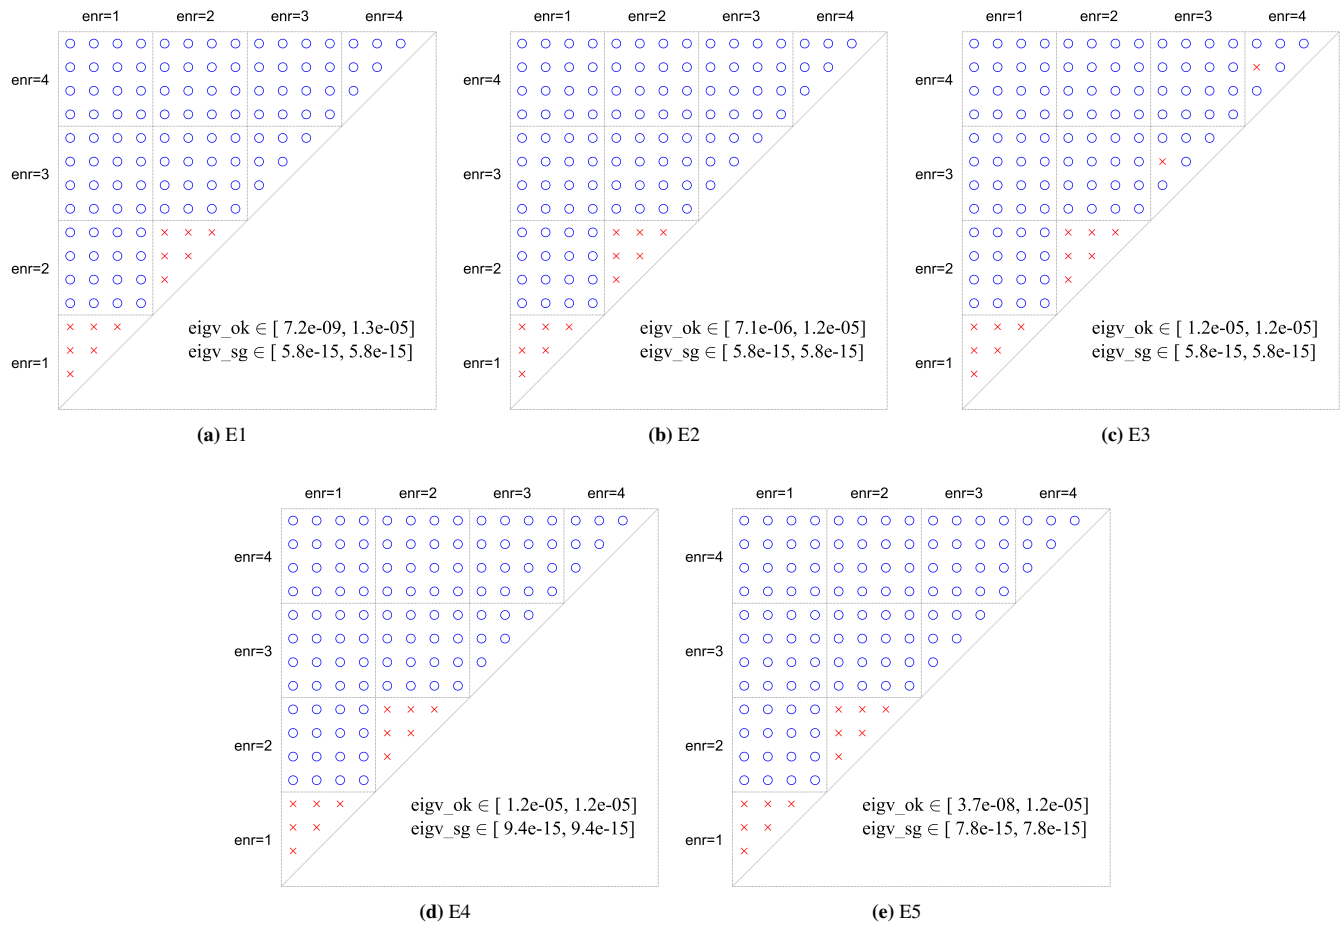 enr=1 enr=2 enr=3 enr=4
enr=4
enr=3
enr=2
enr=1
eigv_ok ∈ [ 7.2e-09, 1.3e-05]
eigv_sg ∈ [ 5.8e-15, 5.8e-15]
(a) E1
enr=1 enr=2 enr=3 enr=4
enr=4
enr=3
enr=2
enr=1
eigv_ok ∈ [ 7.1e-06, 1.2e-05]
eigv_sg ∈ [ 5.8e-15, 5.8e-15]
(b) E2
enr=1 enr=2 enr=3 enr=4
enr=4
enr=3
enr=2
enr=1
eigv_ok ∈ [ 1.2e-05, 1.2e-05]
eigv_sg ∈ [ 5.8e-15, 5.8e-15]
(c) E3
enr=1 enr=2 enr=3 enr=4
enr=4
enr=3
enr=2
enr=1
eigv_ok ∈ [ 1.2e-05, 1.2e-05]
eigv_sg ∈ [ 9.4e-15, 9.4e-15]
(d) E4
enr=1 enr=2 enr=3 enr=4
enr=4
enr=3
enr=2
enr=1
eigv_ok ∈ [ 3.7e-08, 1.2e-05]
eigv_sg ∈ [ 7.8e-15, 7.8e-15]
(e) E5